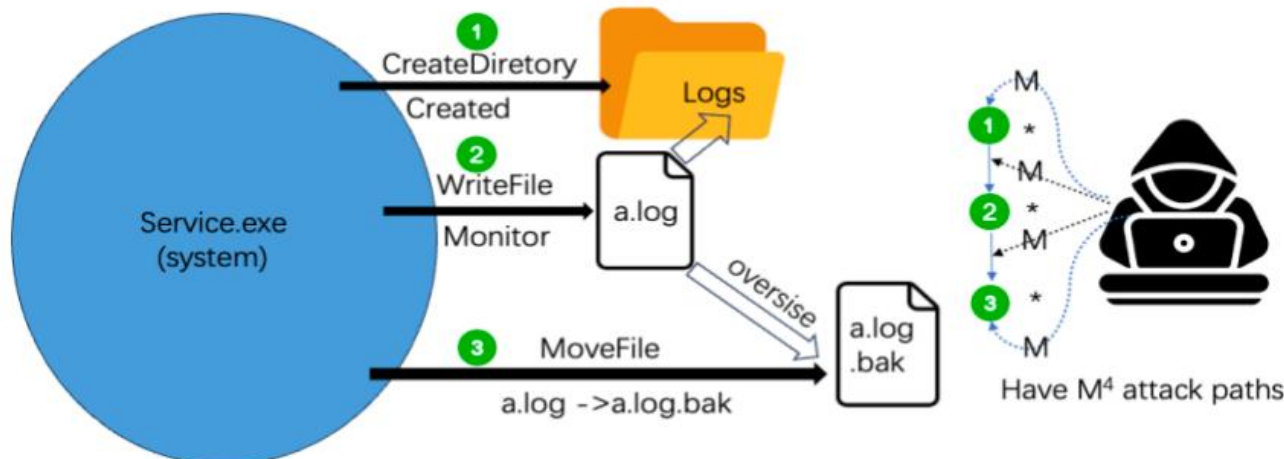 1
CreateDiretory
Created
Logs
2
WriteFile
Monitor
a.log
Service.exe
(system)
oversise
3
MoveFile
a.log ->a.log.bak
a.log
.bak
M
1 *
M
2 *
M
3 *
M
Have M⁴ attack paths